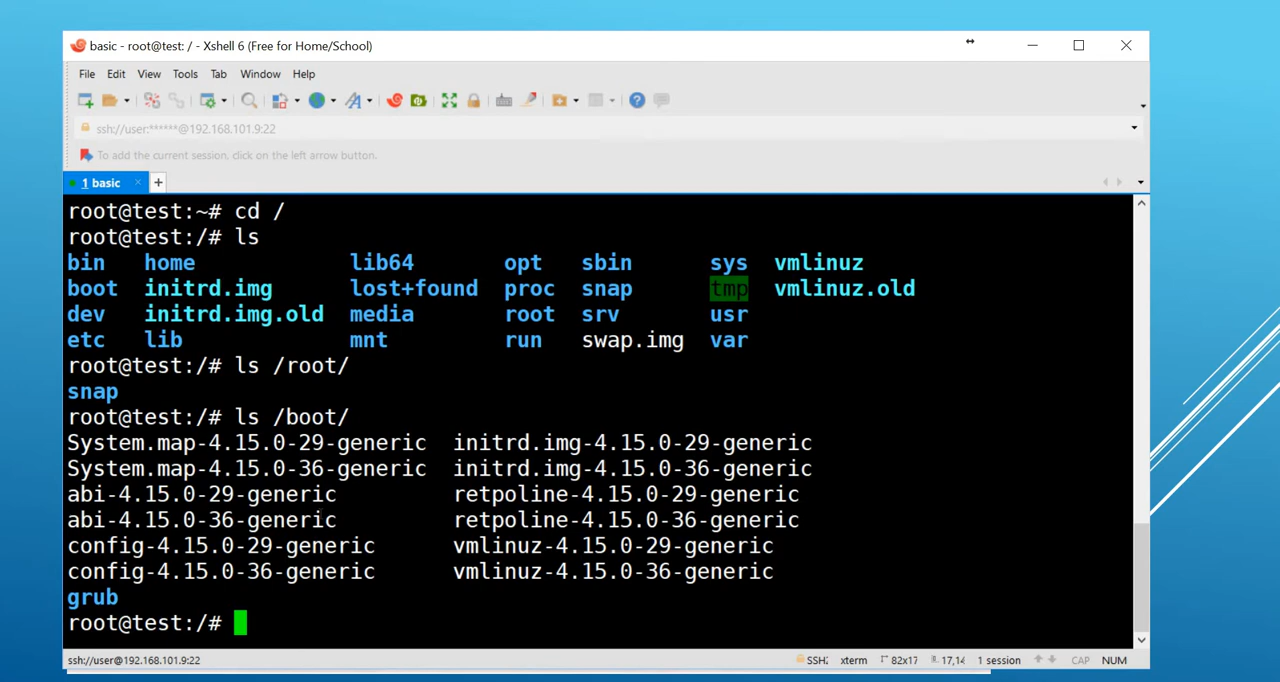 basic - root@test: / - Xshell 6 (Free for Home/School)
File Edit View Tools Tab Window Help
ssh://user:******@192.168.101.9:22
To add the current session, click on the left arrow button.
1 basic
root@test:~# cd /
root@test:/# ls
bin home lib64 opt sbin sys vmlinuz
boot initrd.img lost+found proc snap tmp vmlinuz.old
dev initrd.img.old media root srv usr
etc lib mnt run swap.img var
root@test:/# ls /root/
snap
root@test:/# ls /boot/
System.map-4.15.0-29-generic initrd.img-4.15.0-29-generic
System.map-4.15.0-36-generic initrd.img-4.15.0-36-generic
abi-4.15.0-29-generic retpoline-4.15.0-29-generic
abi-4.15.0-36-generic retpoline-4.15.0-36-generic
config-4.15.0-29-generic vmlinuz-4.15.0-29-generic
config-4.15.0-36-generic vmlinuz-4.15.0-36-generic
grub
root@test:/#
ssh://user@192.168.101.9:22 SSH2 xterm 82x17 17,14 1 session CAP NUM